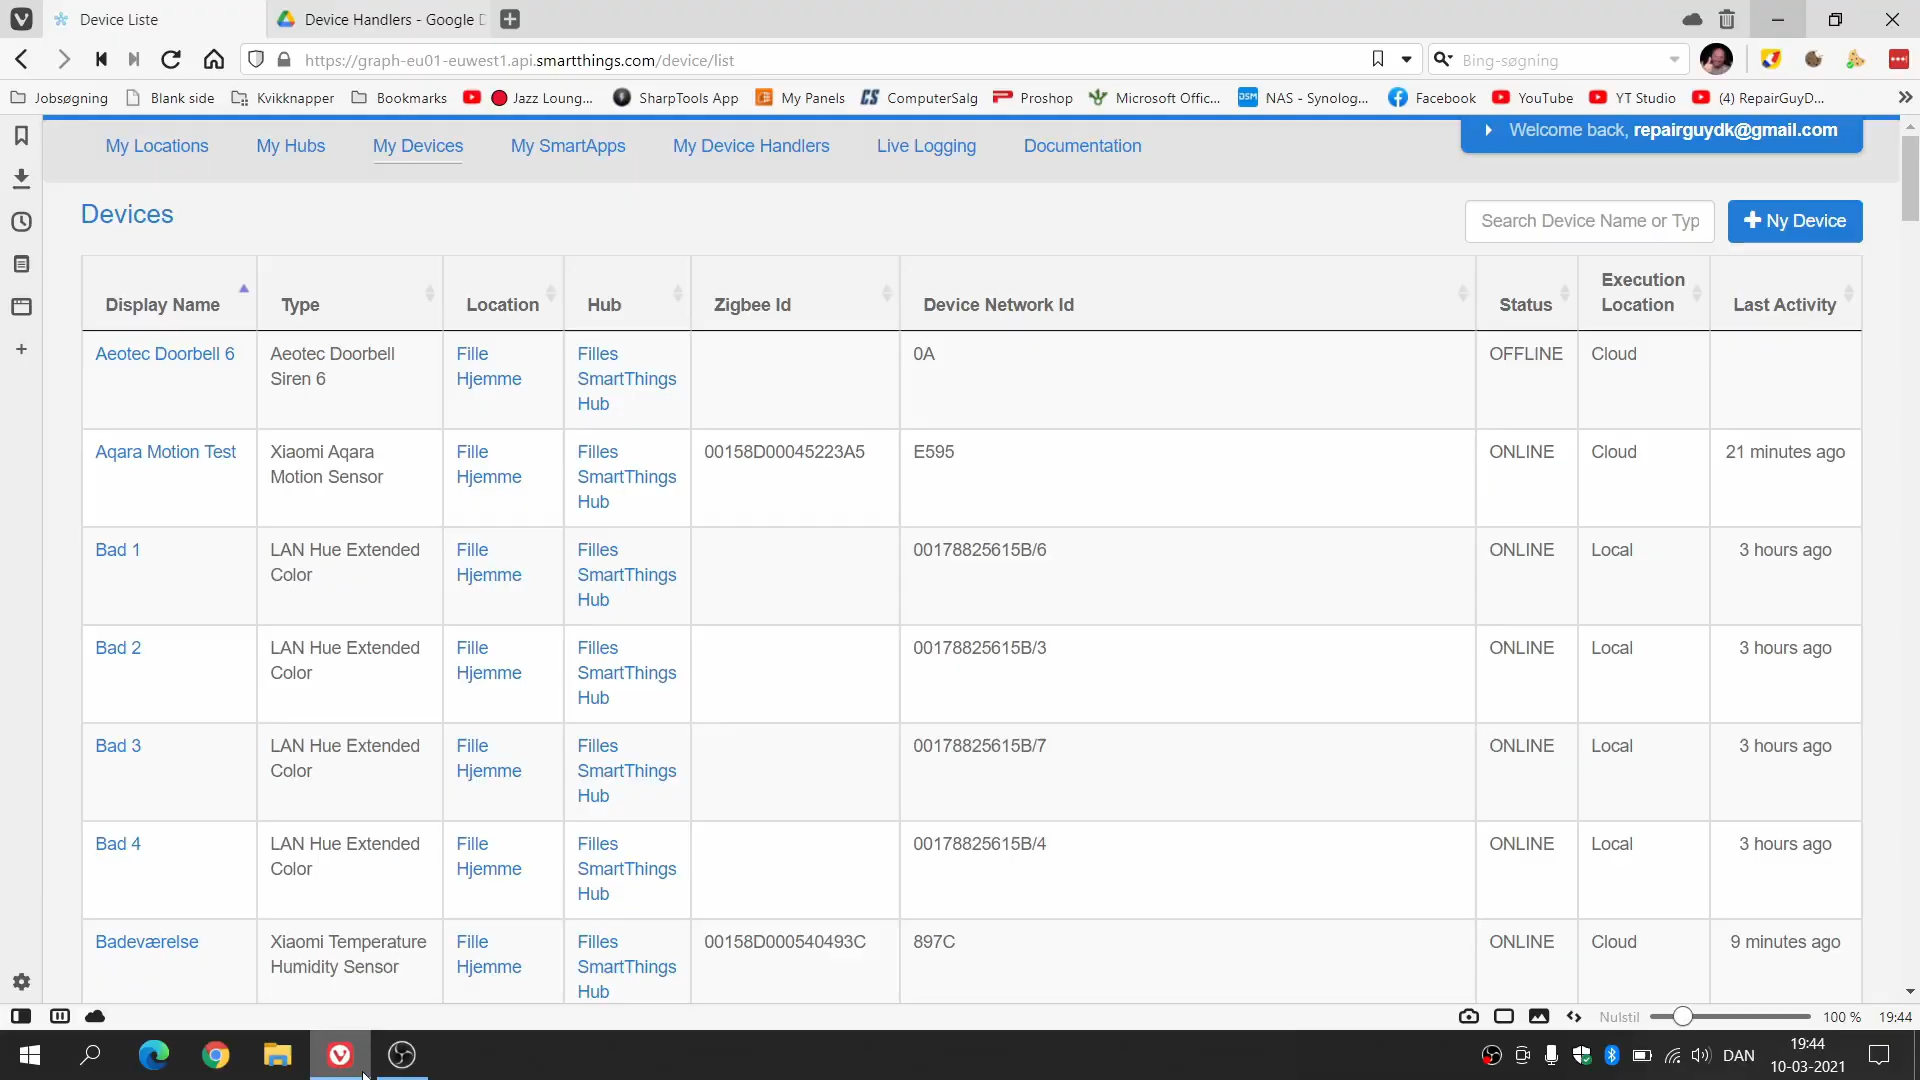 Device Liste
Device Handlers - Google D
https://graph-eu01-euwest1.api.smartthings.com/device/list
Bing-søgning
Jobsøgning
Blank side
Kvikknapper
Bookmarks
Jazz Loung...
SharpTools App
My Panels
ComputerSalg
Proshop
Microsoft Offic...
NAS - Synolog...
Facebook
YouTube
YT Studio
(4) RepairGuyD...
My Locations
My Hubs
My Devices
My SmartApps
My Device Handlers
Live Logging
Documentation
Welcome back, repairguydk@gmail.com
Devices
Search Device Name or Typ
Ny Device
Display Name
Type
Location
Hub
Zigbee Id
Device Network Id
Status
Execution
Location
Last Activity
Aeotec Doorbell 6
Aeotec Doorbell
Siren 6
Fille
Hjemme
Filles
SmartThings
Hub
0A
OFFLINE
Cloud
Aqara Motion Test
Xiaomi Aqara
Motion Sensor
Fille
Hjemme
Filles
SmartThings
Hub
00158D00045223A5
E595
ONLINE
Cloud
21 minutes ago
Bad 1
LAN Hue Extended
Color
Fille
Hjemme
Filles
SmartThings
Hub
00178825615B/6
ONLINE
Local
3 hours ago
Bad 2
LAN Hue Extended
Color
Fille
Hjemme
Filles
SmartThings
Hub
00178825615B/3
ONLINE
Local
3 hours ago
Bad 3
LAN Hue Extended
Color
Fille
Hjemme
Filles
SmartThings
Hub
00178825615B/7
ONLINE
Local
3 hours ago
Bad 4
LAN Hue Extended
Color
Fille
Hjemme
Filles
SmartThings
Hub
00178825615B/4
ONLINE
Local
3 hours ago
Badeværelse
Xiaomi Temperature
Humidity Sensor
Fille
Hjemme
Filles
SmartThings
Hub
00158D000540493C
897C
ONLINE
Cloud
9 minutes ago
Nulstil
100 %
19:44
DAN
19:44
10-03-2021